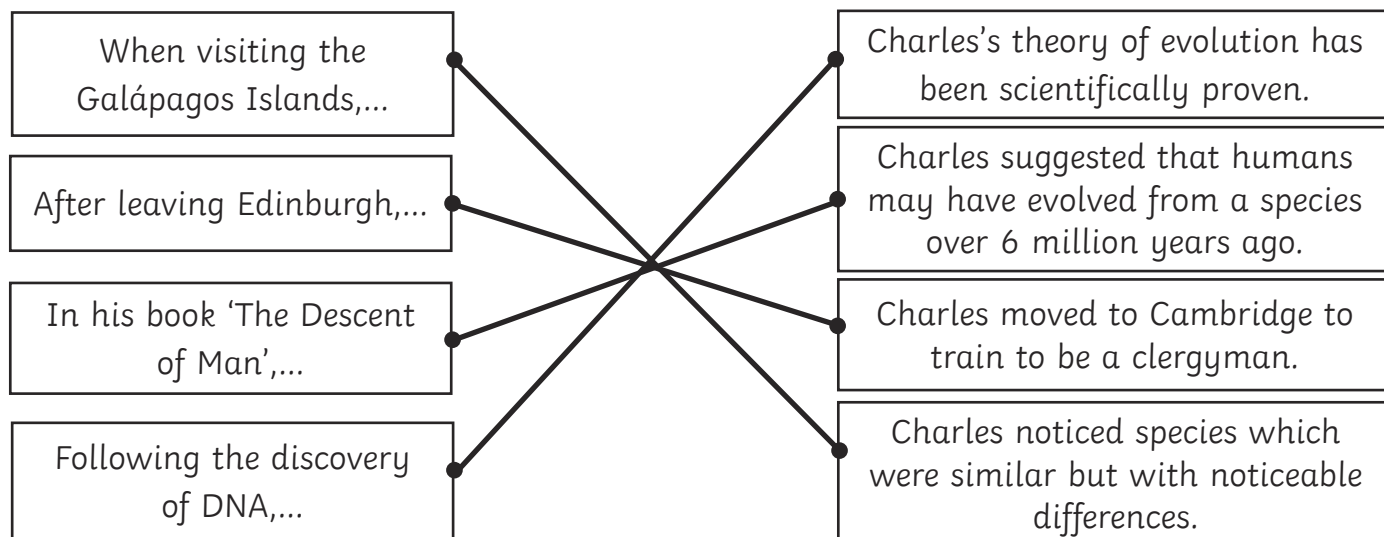 When visiting the
Galápagos Islands,...
After leaving Edinburgh,...
In his book ‘The Descent
of Man’,...
Following the discovery
of DNA,...
Charles’s theory of evolution has
been scientifically proven.
Charles suggested that humans
may have evolved from a species
over 6 million years ago.
Charles moved to Cambridge to
train to be a clergyman.
Charles noticed species which
were similar but with noticeable
differences.